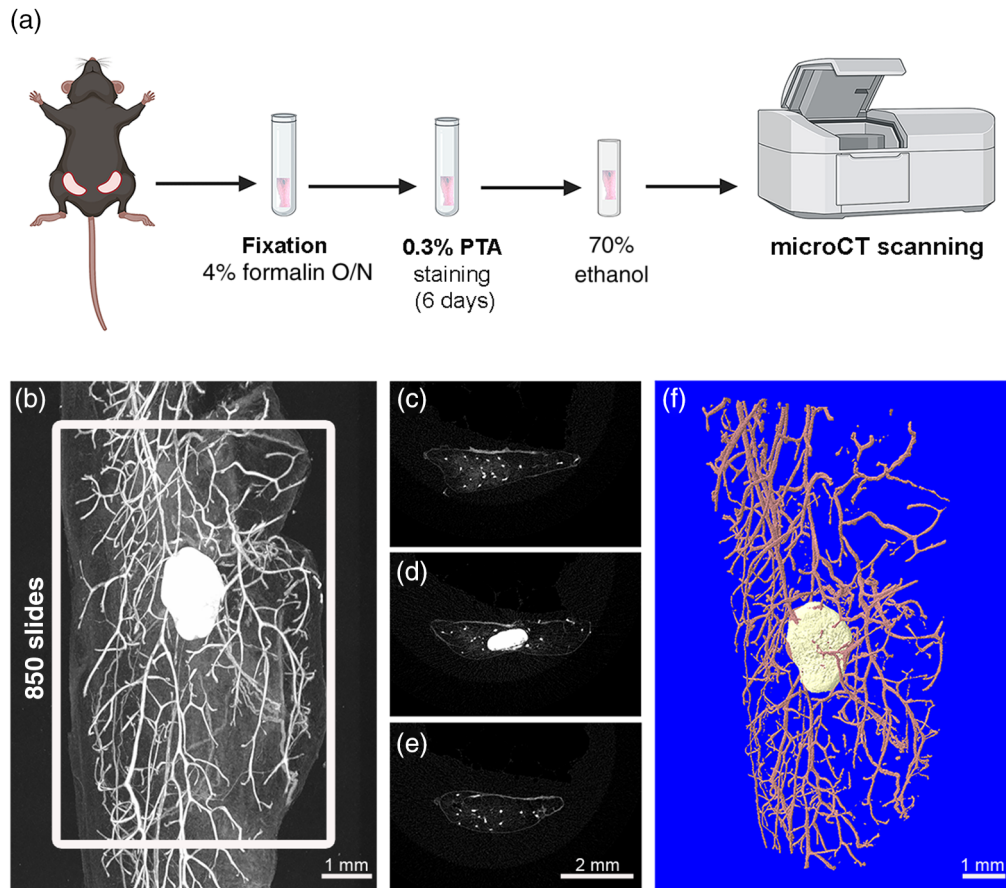 (a)
Fixation
4% formalin O/N
0.3% PTA
staining
(6 days)
70%
ethanol
microCT scanning
(b)
850 slides
1 mm
(c)
(d)
(e)
2 mm
(f)
1 mm